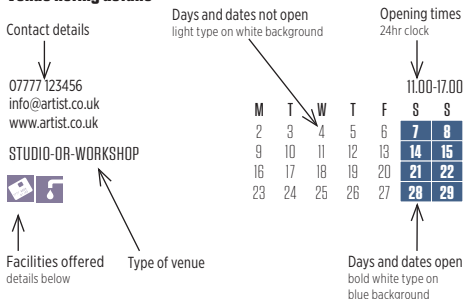 Contact details
Days and dates not open
light type on white background
Opening times
24hr clock
07777 123456
info@artist.co.uk
www.artist.co.uk
STUDIO-OR-WORKSHOP
11.00-17.00
M T W T F S S
2 3 4 5 6 7 8
9 10 11 12 13 14 15
16 17 18 19 20 21 22
23 24 25 26 27 28 29
Facilities offered
details below
Type of venue
Days and dates open
bold white type on
blue background